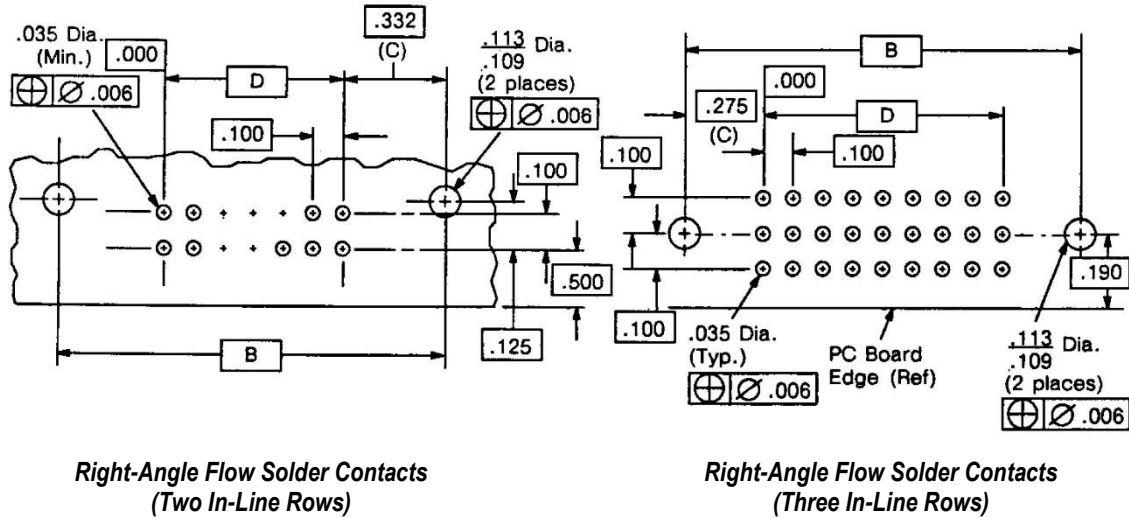 .035 Dia.
(Min.)
⌖ Ø .006
.000
D
.332
(C)
.113
.109
Dia.
(2 places)
⌖ Ø .006
.100
.100
.500
.125
B
Right-Angle Flow Solder Contacts
(Two In-Line Rows)
B
.000
.275
(C)
D
.100
.100
.190
.100
.035 Dia.
(Typ.)
⌖ Ø .006
PC Board
Edge (Ref)
.113
.109
Dia.
(2 places)
⌖ Ø .006
Right-Angle Flow Solder Contacts
(Three In-Line Rows)